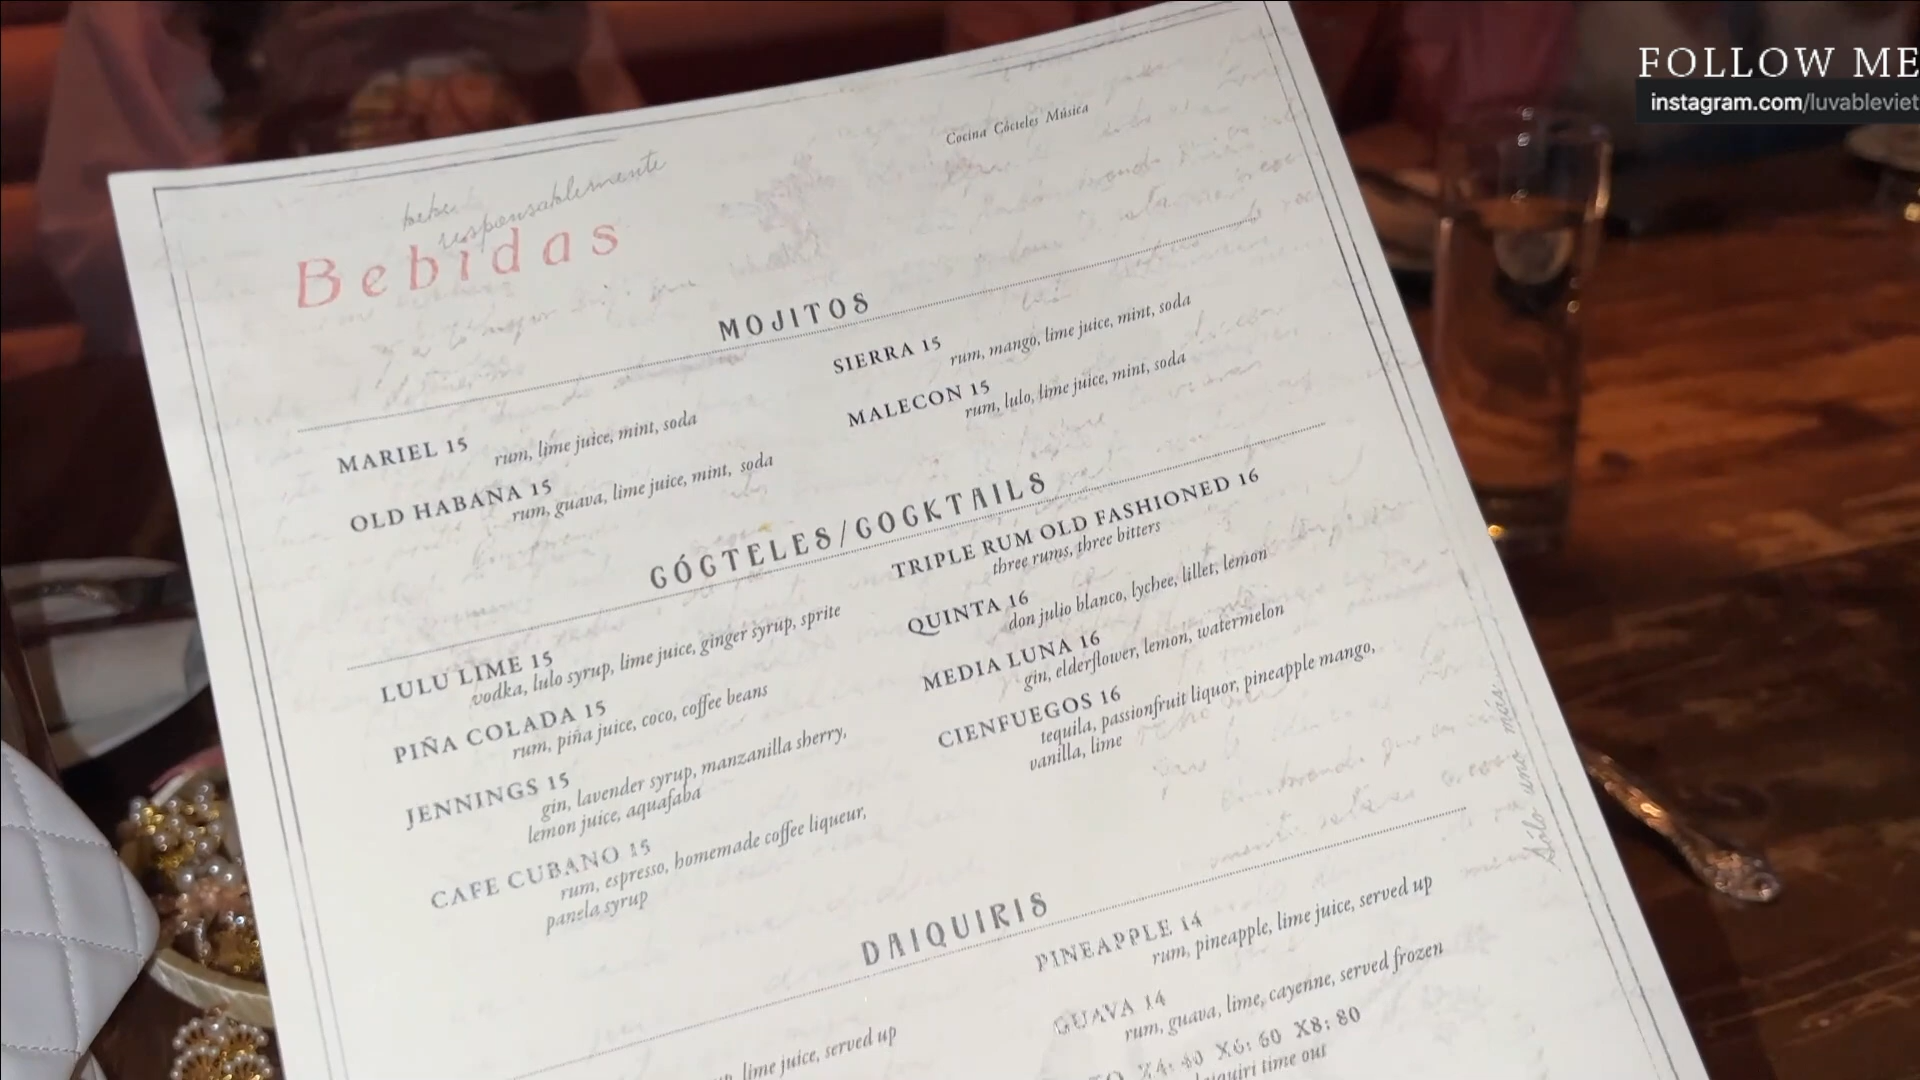 FOLLOW ME
instagram.com/luvableviet
Cocina Cócteles Música
bebe
responsablemente
Bebidas
MOJITOS
MARIEL 15
rum, lime juice, mint, soda
OLD HABANA 15
rum, guava, lime juice, mint, soda
SIERRA 15
rum, mango, lime juice, mint, soda
MALECON 15
rum, lulo, lime juice, mint, soda
CÓCTELES/COCKTAILS
LULU LIME 15
vodka, lulo syrup, lime juice, ginger syrup, sprite
PIÑA COLADA 15
rum, piña juice, coco, coffee beans
JENNINGS 15
gin, lavender syrup, manzanilla sherry,
lemon juice, aquafaba
CAFE CUBANO 15
rum, espresso, homemade coffee liqueur,
panela syrup
TRIPLE RUM OLD FASHIONED 16
three rums, three bitters
QUINTA 16
don julio blanco, lychee, lillet, lemon
MEDIA LUNA 16
gin, elderflower, lemon, watermelon
CIENFUEGOS 16
tequila, passionfruit liquor, pineapple mango,
vanilla, lime
Sólo uno más...
DAIQUIRIS
lime juice, served up
PINEAPPLE 14
rum, pineapple, lime juice, served up
GUAVA 14
rum, guava, lime, cayenne, served frozen
X4: 40 X6: 60 X8: 80
daiquiri time out